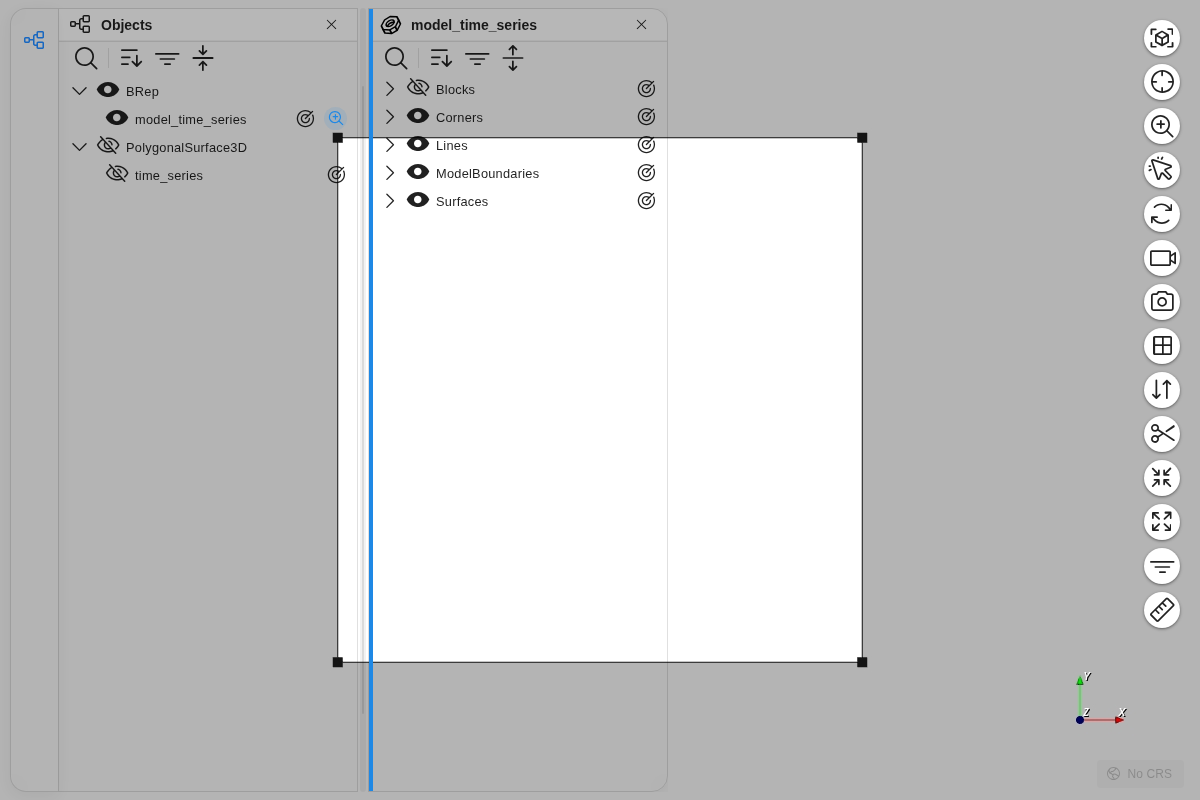 Objects
BRep
model_time_series
PolygonalSurface3D
time_series
model_time_series
Blocks
Corners
Lines
ModelBoundaries
Surfaces
Y
Z
X
No CRS